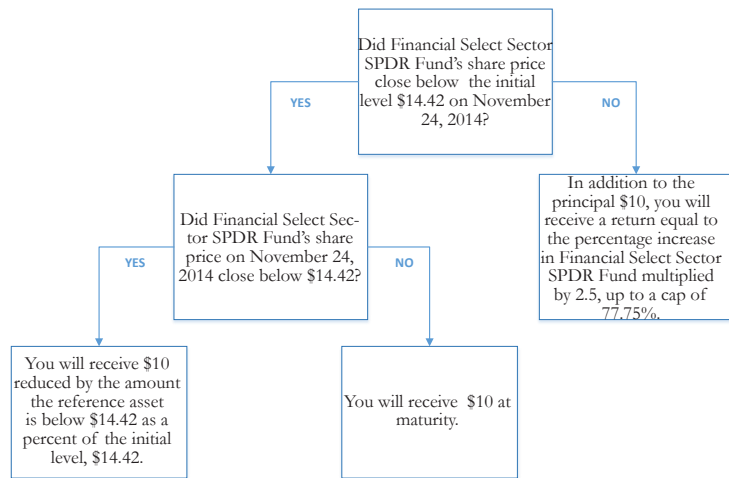 Did Financial Select Sector
SPDR Fund's share price
close below the initial
level $14.42 on November
24, 2014?
YES
NO
Did Financial Select Sec-
tor SPDR Fund's share
price on November 24,
2014 close below $14.42?
In addition to the
principal $10, you will
receive a return equal to
the percentage increase
in Financial Select Sector
SPDR Fund multiplied
by 2.5, up to a cap of
77.75%.
YES
NO
You will receive $10
reduced by the amount
the reference asset
is below $14.42 as a
percent of the initial
level, $14.42.
You will receive $10 at
maturity.